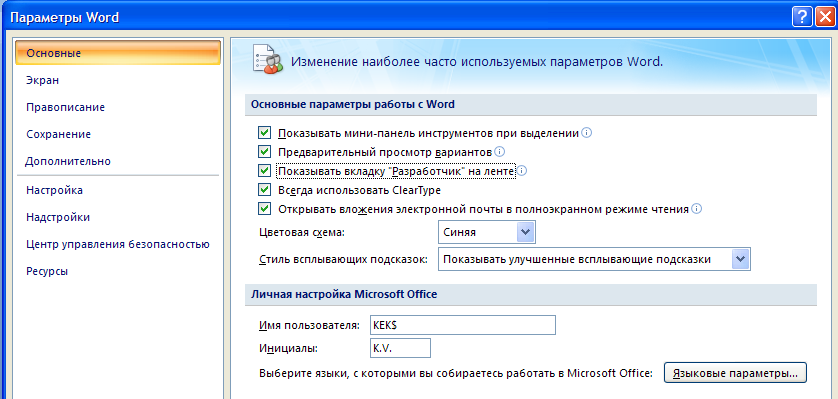 Параметры Word
Основные
Экран
Правописание
Сохранение
Дополнительно
Настройка
Надстройки
Центр управления безопасностью
Ресурсы
Изменение наиболее часто используемых параметров Word.
Основные параметры работы с Word
Показывать мини-панель инструментов при выделении
Предварительный просмотр вариантов
Показывать вкладку "Разработчик" на ленте
Всегда использовать ClearType
Открывать вложения электронной почты в полноэкранном режиме чтения
Цветовая схема: Синяя
Стиль всплывающих подсказок: Показывать улучшенные всплывающие подсказки
Личная настройка Microsoft Office
Имя пользователя: KEK$
Инициалы: K.V.
Выберите языки, с которыми вы собираетесь работать в Microsoft Office: Языковые параметры...